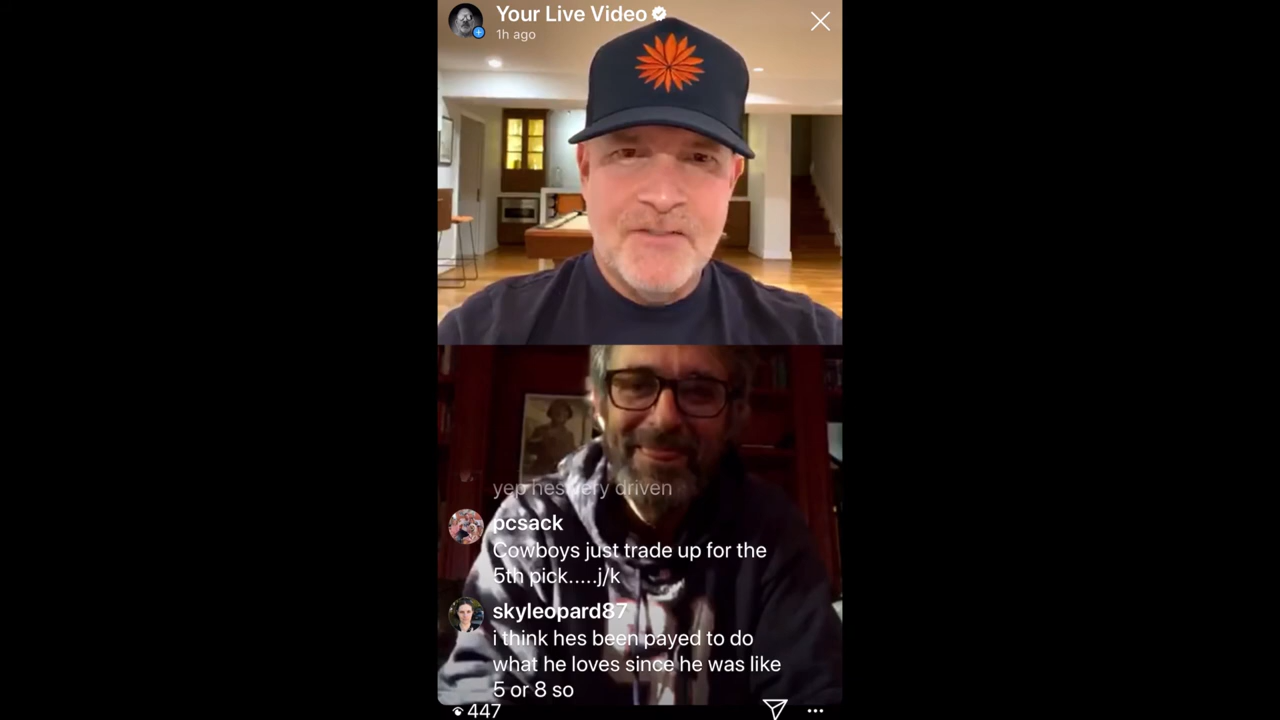 Your Live Video
1h ago
yep hes very driven
pcsack
Cowboys just trade up for the
5th pick.....j/k
skyleopard87
i think hes been payed to do
what he loves since he was like
5 or 8 so
447